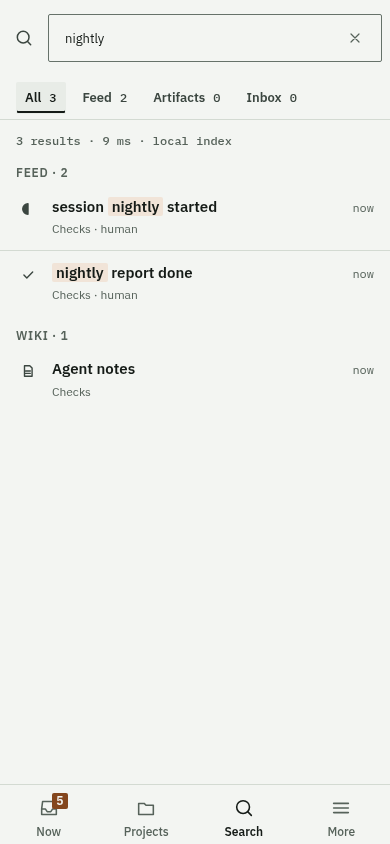 nightly
All 3 Feed 2 Artifacts 0 Inbox 0
3 results · 9 ms · local index
FEED · 2
session nightly started now
Checks · human
nightly report done now
Checks · human
WIKI · 1
Agent notes now
Checks
5
Now Projects Search More